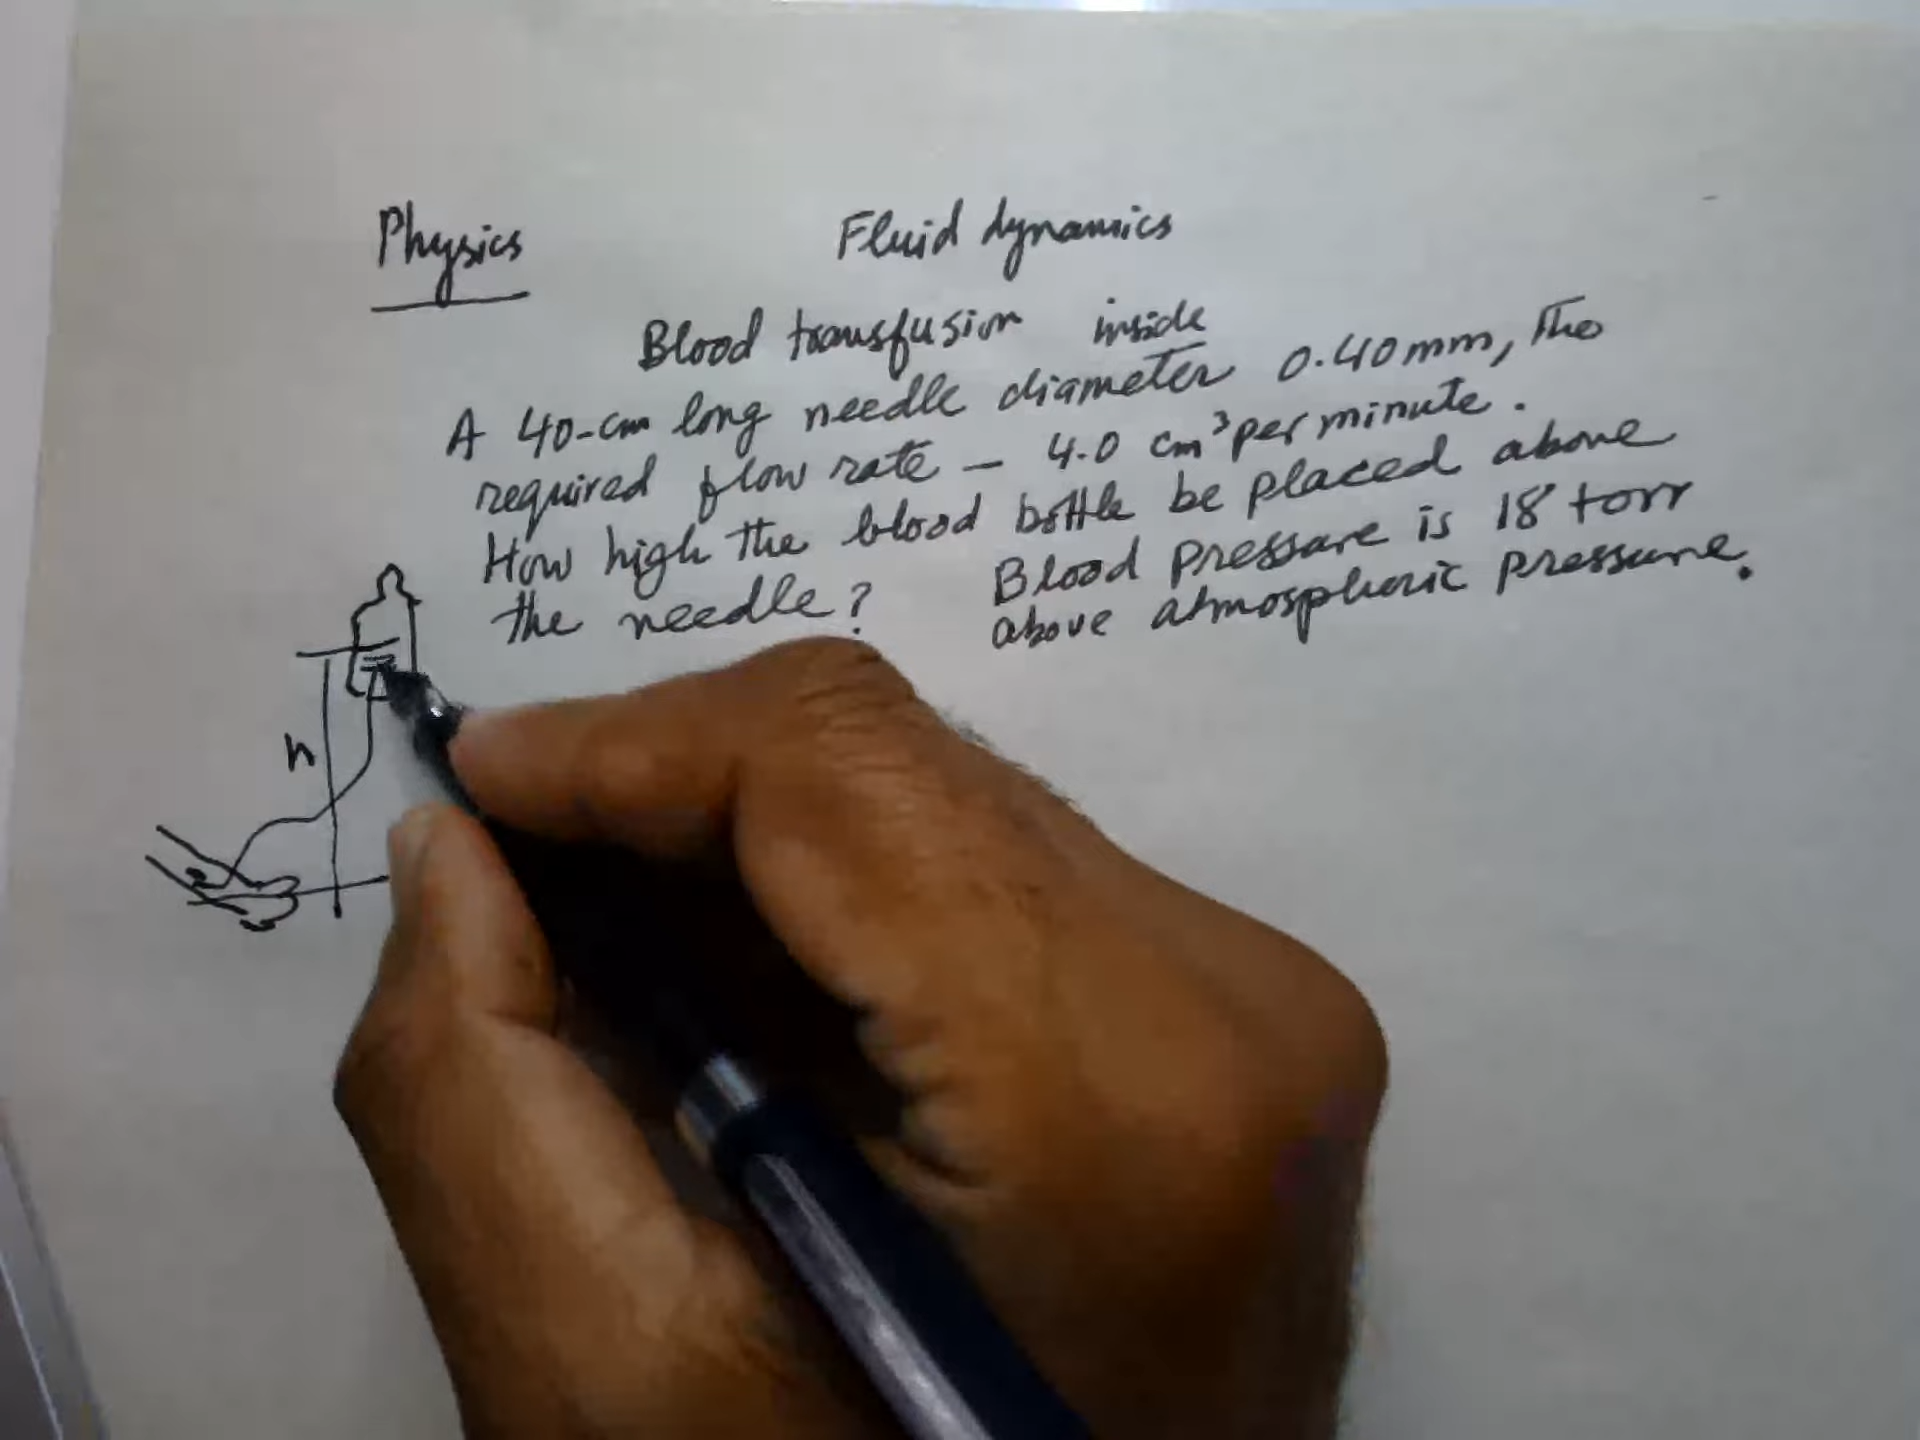 Physics Fluid dynamics
Blood transfusion
A 40-cm long needle inside diameter 0.40mm, The
required flow rate - 4.0 cm³ per minute.
How high the blood bottle be placed above
the needle? Blood pressure is 18 torr
above atmospheric pressure.
h